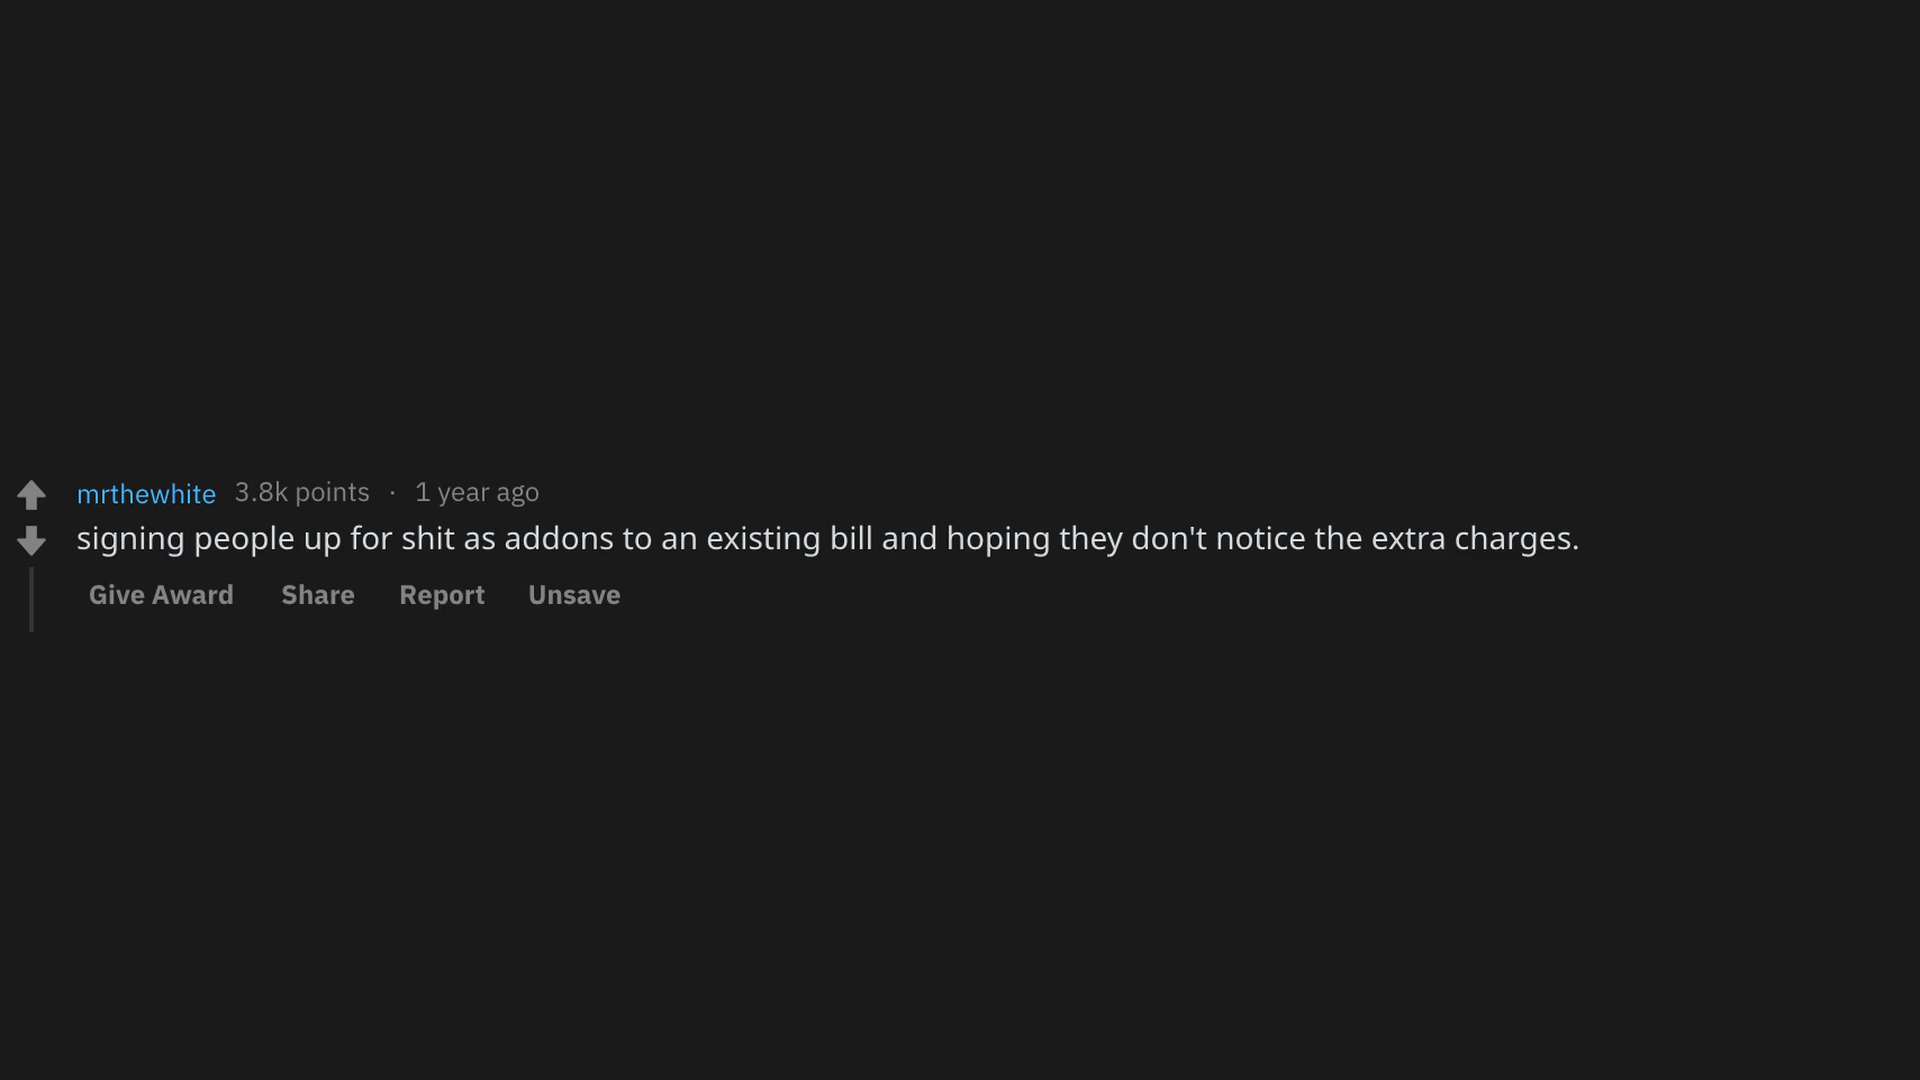 mrthewhite 3.8k points · 1 year ago
signing people up for shit as addons to an existing bill and hoping they don't notice the extra charges.
Give Award Share Report Unsave